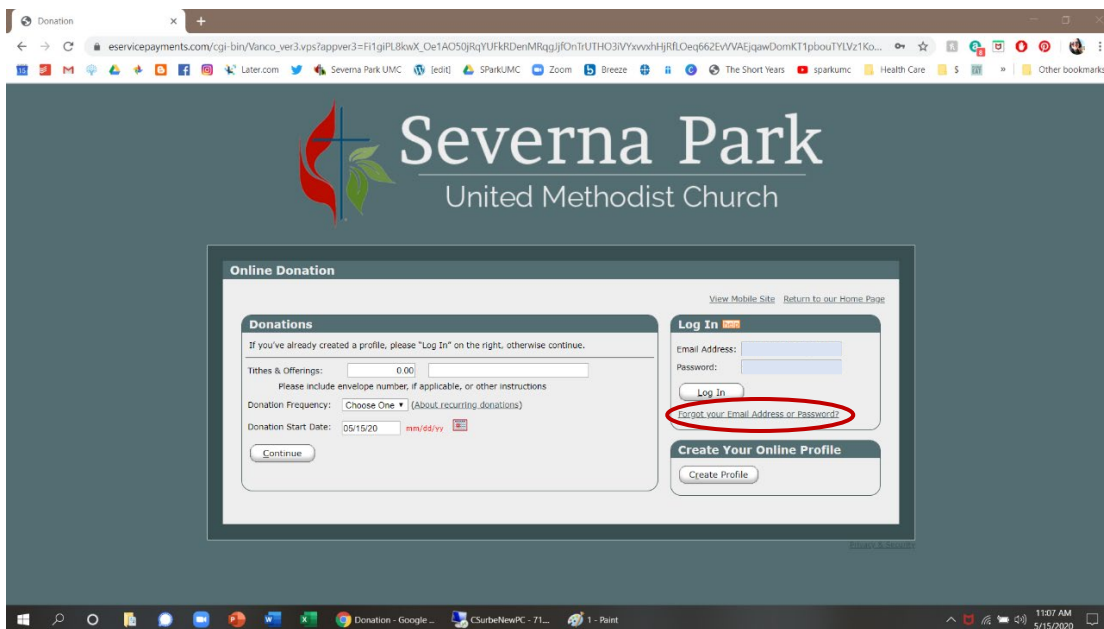 Donation
eservicepayments.com/cgi-bin/Vanco_ver3.vps?appver3=
Later.com Severna Park UMC [edit] SParkUMC Zoom Breeze The Short Years sparkumc Health Care S » Other bookmarks
Severna Park
United Methodist Church
Online Donation
View Mobile Site Return to our Home Page
Donations
If you've already created a profile, please "Log In" on the right, otherwise continue.
Tithes & Offerings: 0.00
Please include envelope number, if applicable, or other instructions
Donation Frequency: Choose One (About recurring donations)
Donation Start Date: 05/15/20 mm/dd/yy
Continue
Log In help
Email Address:
Password:
Log In
Forgot your Email Address or Password?
Create Your Online Profile
Create Profile
Privacy & Security
Donation - Google ... CSurbeNewPC - 71... 1 - Paint
11:07 AM
5/15/2020